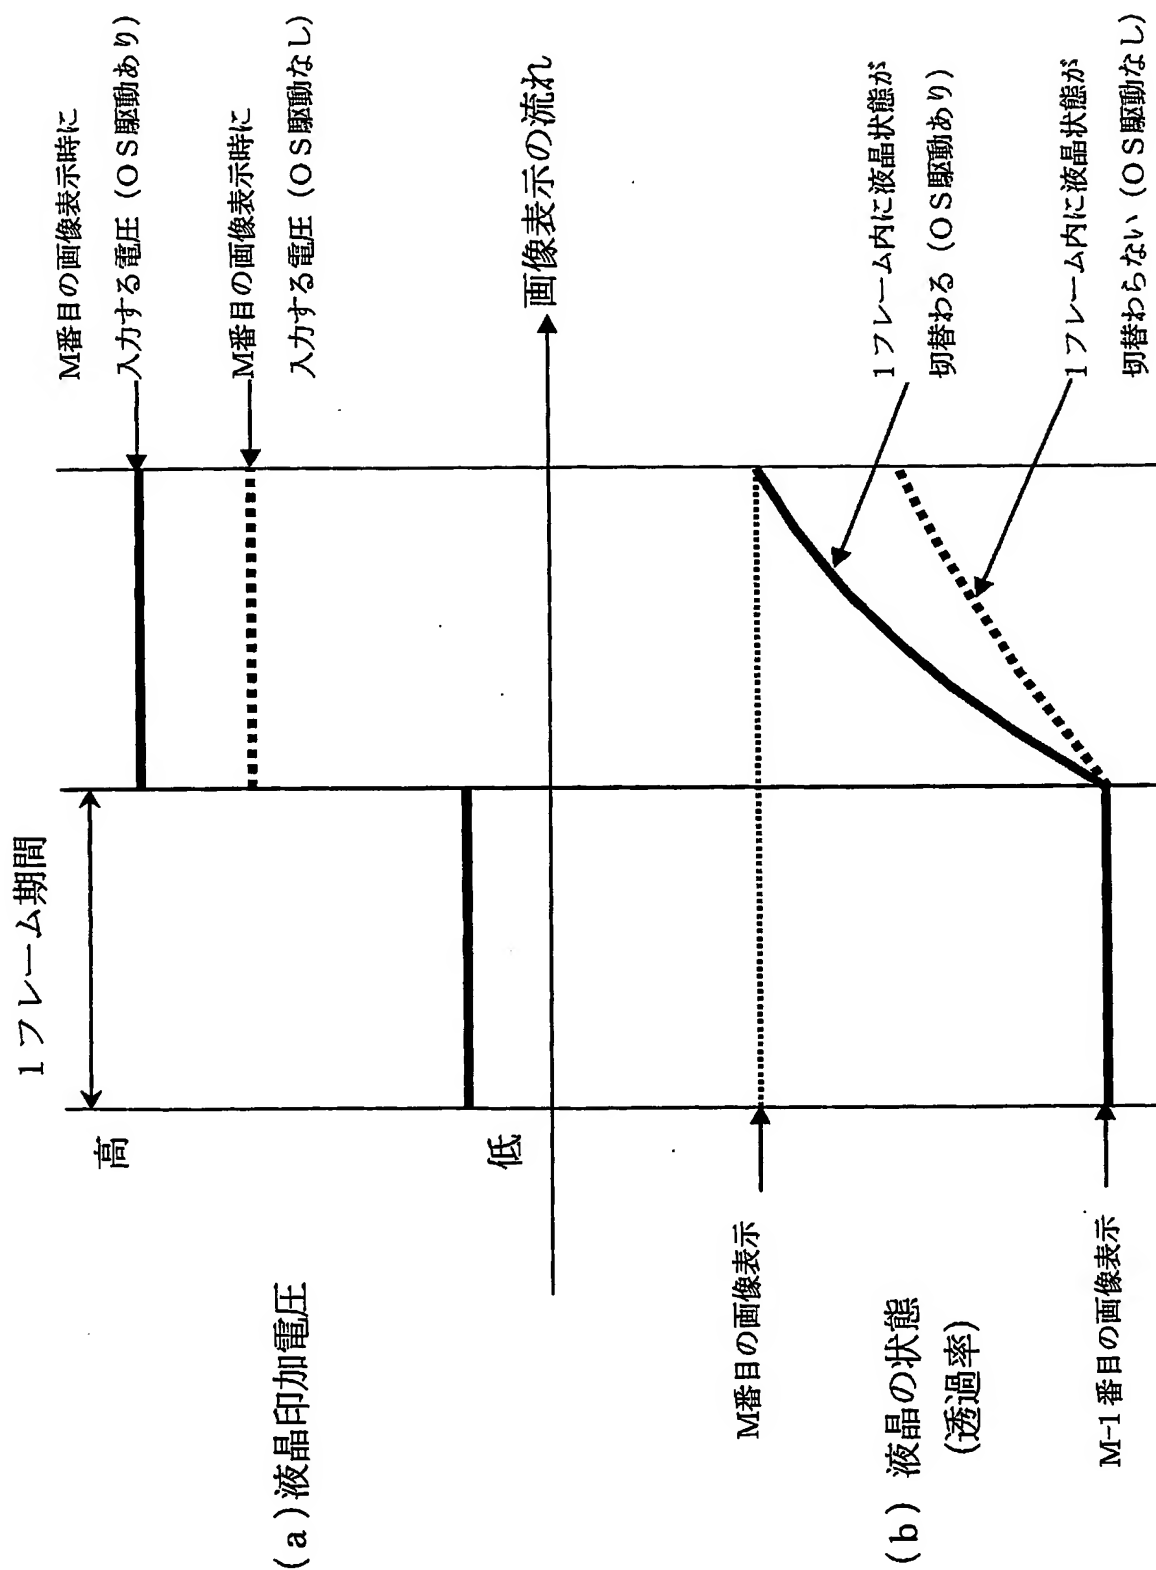 1フレーム期間
高
低
(a)液晶印加電圧
M番目の画像表示時に
入力する電圧(OS駆動あり)
M番目の画像表示時に
入力する電圧(OS駆動なし)
画像表示の流れ
M番目の画像表示
(b)液晶の状態
(透過率)
M-1番目の画像表示
1フレーム内に液晶状態が
切替わる(OS駆動あり)
1フレーム内に液晶状態が
切替わらない(OS駆動なし)